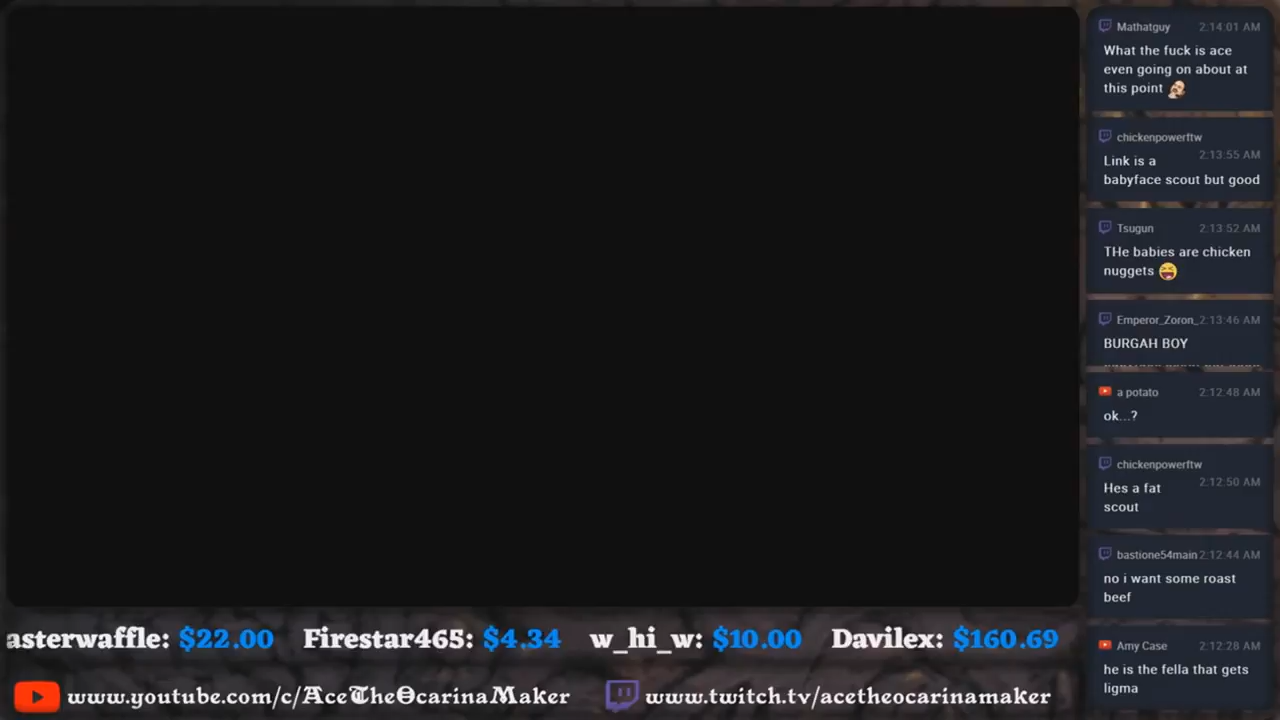 Mathatguy 2:14:01 AM
What the fuck is ace
even going on about at
this point
chickenpowerftw
2:13:55 AM
Link is a
babyface scout but good
Tsugun 2:13:52 AM
THe babies are chicken
nuggets
Emperor_Zoron_ 2:13:46 AM
BURGAH BOY
a potato 2:12:48 AM
ok...?
chickenpowerftw
2:12:50 AM
Hes a fat
scout
bastione54main 2:12:44 AM
no i want some roast
beef
Amy Case 2:12:28 AM
he is the fella that gets
ligma
asterwaffle: $22.00 Firestar465: $4.34 w_hi_w: $10.00 Davilex: $160.69
www.youtube.com/c/AceTheOcarinaMaker www.twitch.tv/acetheocarinamaker